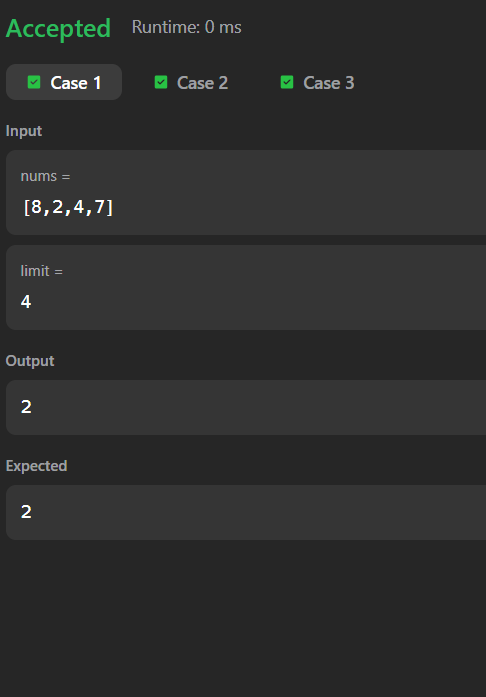 Accepted Runtime: 0 ms
Case 1 Case 2 Case 3
Input
nums =
[8,2,4,7]
limit =
4
Output
2
Expected
2